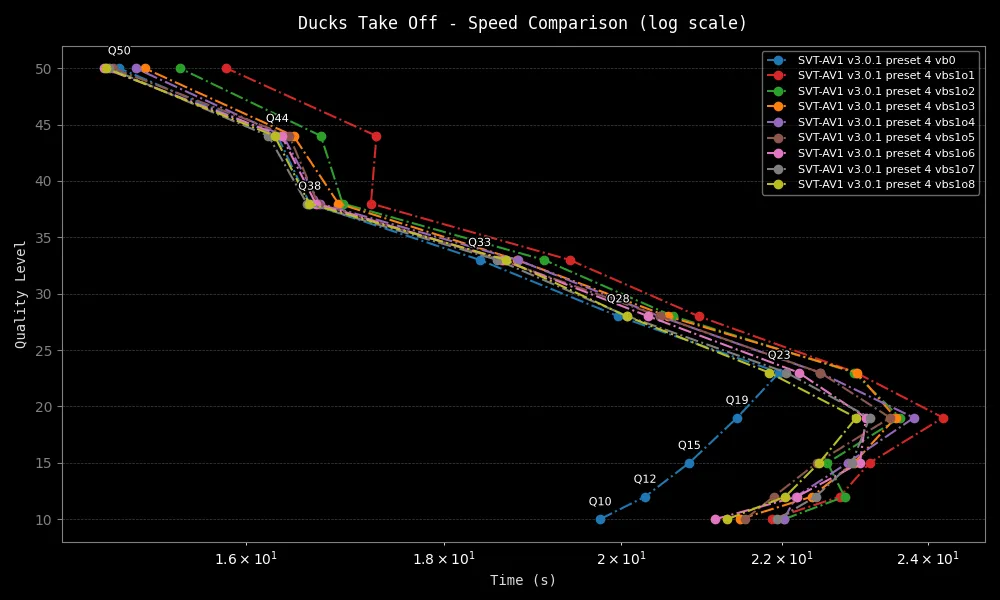 Ducks Take Off - Speed Comparison (log scale)
SVT-AV1 v3.0.1 preset 4 vb0
SVT-AV1 v3.0.1 preset 4 vbs1o1
SVT-AV1 v3.0.1 preset 4 vbs1o2
SVT-AV1 v3.0.1 preset 4 vbs1o3
SVT-AV1 v3.0.1 preset 4 vbs1o4
SVT-AV1 v3.0.1 preset 4 vbs1o5
SVT-AV1 v3.0.1 preset 4 vbs1o6
SVT-AV1 v3.0.1 preset 4 vbs1o7
SVT-AV1 v3.0.1 preset 4 vbs1o8
Quality Level
50
45
40
35
30
25
20
15
10
Q50
Q44
Q38
Q33
Q28
Q23
Q19
Q15
Q12
Q10
1.6 × 10¹
1.8 × 10¹
2 × 10¹
2.2 × 10¹
2.4 × 10¹
Time (s)